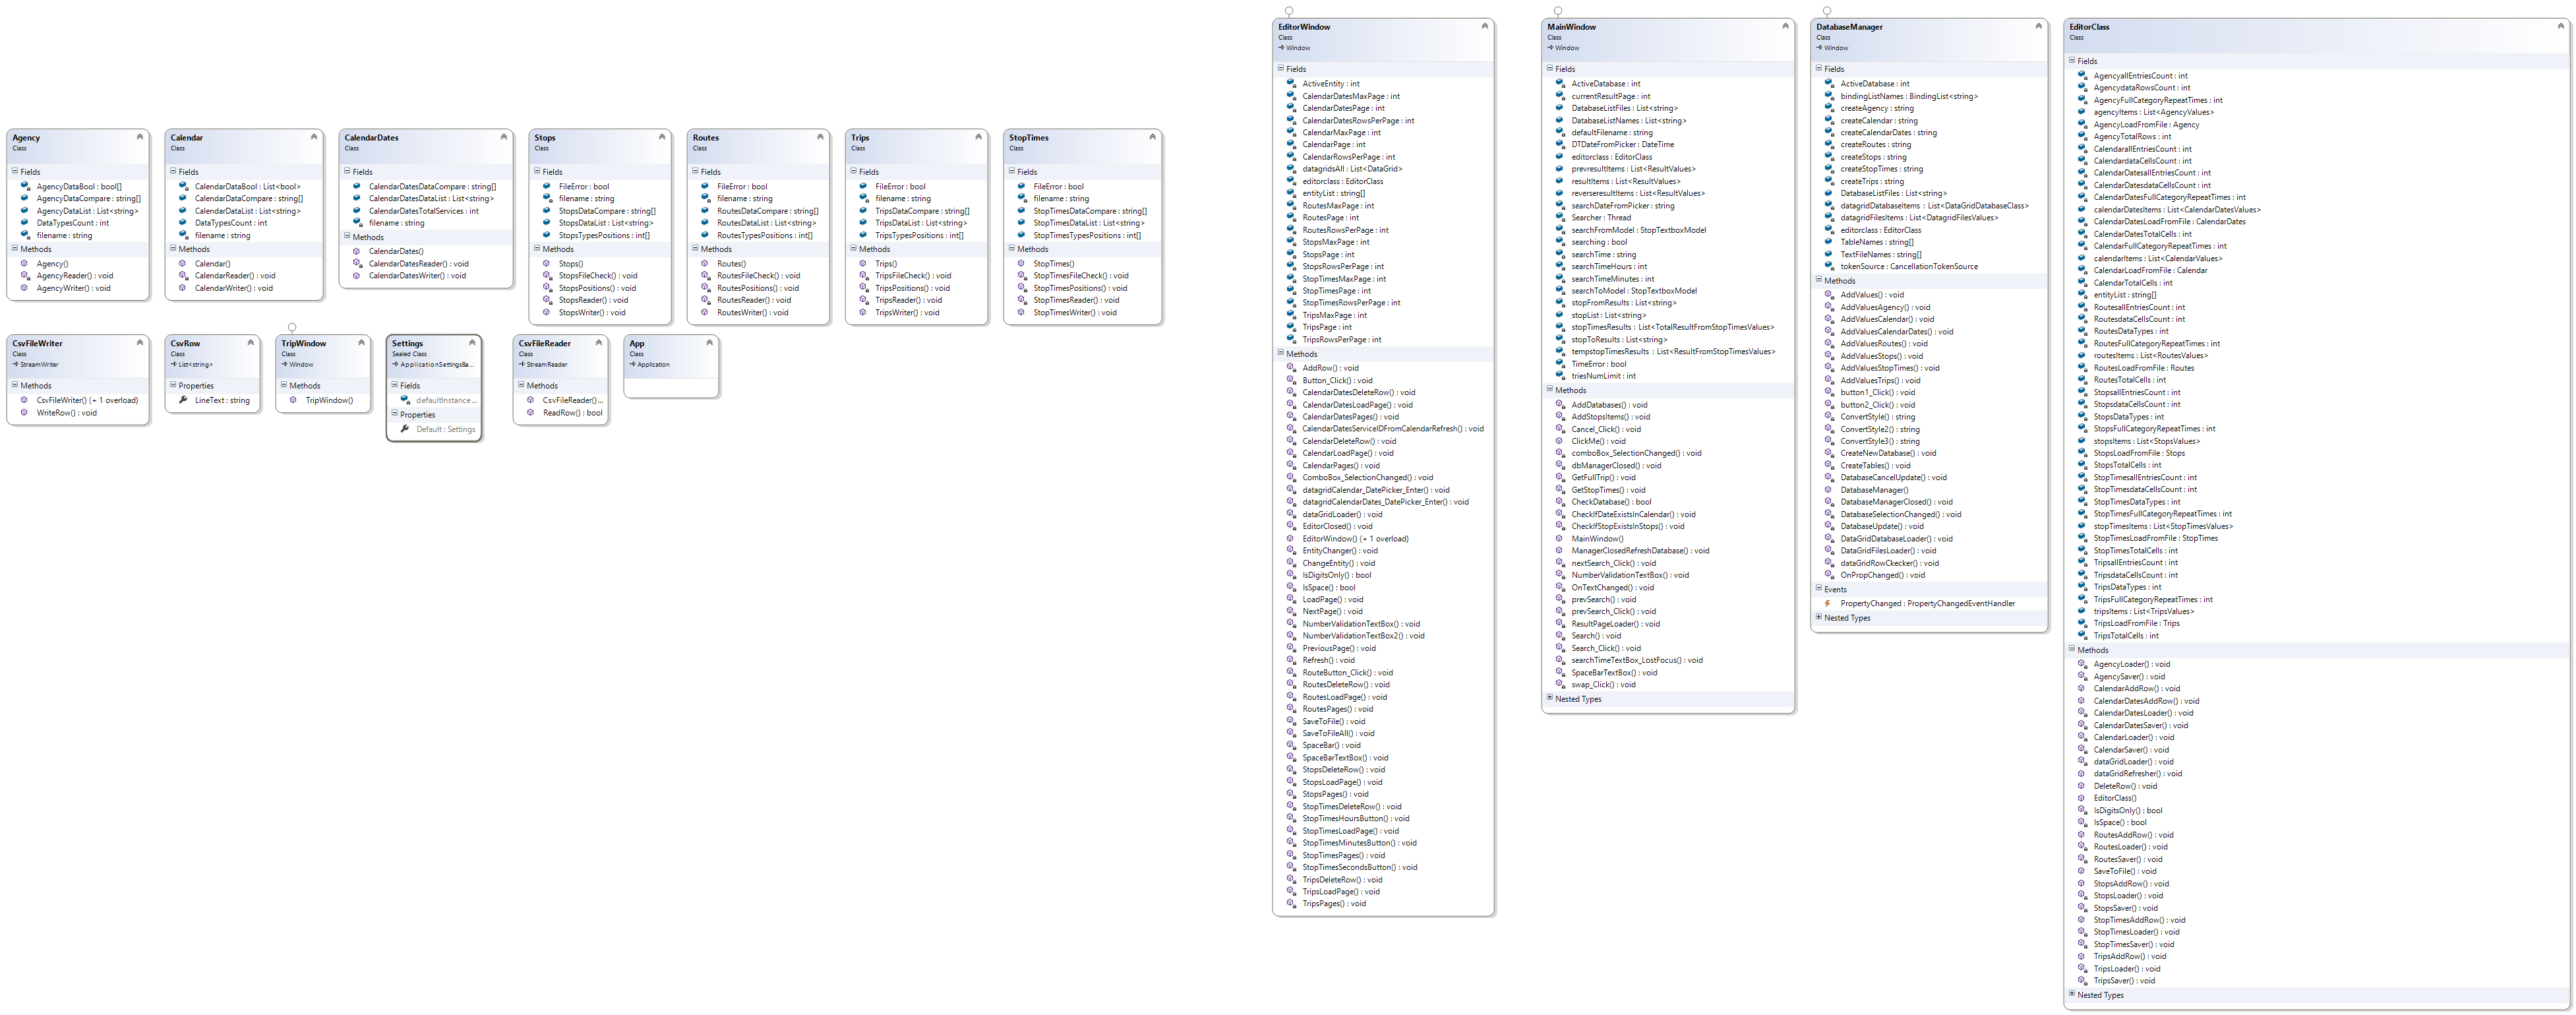 Agency
Class
Fields
AgencyDataBool : bool[]
AgencyDataCompare : string[]
AgencyDataList : List<string>
DataTypesCount : int
filename : string
Methods
Agency()
AgencyReader() : void
AgencyWriter() : void
Calendar
Class
Fields
CalendarDataBool : List<bool>
CalendarDataCompare : string[]
CalendarDataList : List<string>
DataTypesCount : int
filename : string
Methods
Calendar()
CalendarReader() : void
CalendarWriter() : void
CalendarDates
Class
Fields
CalendarDatesDataCompare : string[]
CalendarDatesDataList : List<string>
CalendarDatesTotalServices : int
filename : string
Methods
CalendarDates()
CalendarDatesReader() : void
CalendarDatesWriter() : void
Stops
Class
Fields
FileError : bool
filename : string
StopsDataCompare : string[]
StopsDataList : List<string>
StopsTypesPositions : int[]
Methods
Stops()
StopsFileCheck() : void
StopsPositions() : void
StopsReader() : void
StopsWriter() : void
Routes
Class
Fields
FileError : bool
filename : string
RoutesDataCompare : string[]
RoutesDataList : List<string>
RoutesTypesPositions : int[]
Methods
Routes()
RoutesFileCheck() : void
RoutesPositions() : void
RoutesReader() : void
RoutesWriter() : void
Trips
Class
Fields
FileError : bool
filename : string
TripsDataCompare : string[]
TripsDataList : List<string>
TripsTypesPositions : int[]
Methods
Trips()
TripsFileCheck() : void
TripsPositions() : void
TripsReader() : void
TripsWriter() : void
StopTimes
Class
Fields
FileError : bool
filename : string
StopTimesDataCompare : string[]
StopTimesDataList : List<string>
StopTimesTypesPositions : int[]
Methods
StopTimes()
StopTimesFileCheck() : void
StopTimesPositions() : void
StopTimesReader() : void
StopTimesWriter() : void
CsvFileWriter
Class
StreamWriter
Methods
CsvFileWriter() (+ 1 overload)
WriteRow() : void
CsvRow
Class
List<string>
Properties
LineText : string
TripWindow
Class
Window
Methods
TripWindow()
Settings
Sealed Class
ApplicationSettingsBa...
Fields
defaultInstance ...
Properties
Default : Settings
CsvFileReader
Class
StreamReader
Methods
CsvFileReader()...
ReadRow() : bool
App
Class
Application
EditorWindow
Class
Window
Fields
ActiveEntity : int
CalendarDatesMaxPage : int
CalendarDatesPage : int
CalendarDatesRowsPerPage : int
CalendarMaxPage : int
CalendarPage : int
CalendarRowsPerPage : int
datagridsAll : List<DataGrid>
editorclass : EditorClass
entityList : string[]
RoutesMaxPage : int
RoutesPage : int
RoutesRowsPerPage : int
StopsMaxPage : int
StopsPage : int
StopsRowsPerPage : int
StopTimesMaxPage : int
StopTimesPage : int
StopTimesRowsPerPage : int
TripsMaxPage : int
TripsPage : int
TripsRowsPerPage : int
Methods
AddRow() : void
Button_Click() : void
CalendarDatesDeleteRow() : void
CalendarDatesLoadPage() : void
CalendarDatesPages() : void
CalendarDatesServiceIDFromCalendarRefresh() : void
CalendarDeleteRow() : void
CalendarLoadPage() : void
CalendarPages() : void
ComboBox_SelectionChanged() : void
datagridCalendar_DatePicker_Enter() : void
datagridCalendarDates_DatePicker_Enter() : void
dataGridLoader() : void
EditorClosed() : void
EditorWindow() (+ 1 overload)
EntityChanger() : void
ChangeEntity() : void
IsDigitsOnly() : bool
IsSpace() : bool
LoadPage() : void
NextPage() : void
NumberValidationTextBox() : void
NumberValidationTextBox2() : void
PreviousPage() : void
Refresh() : void
RouteButton_Click() : void
RoutesDeleteRow() : void
RoutesLoadPage() : void
RoutesPages() : void
SaveToFile() : void
SaveToFileAll() : void
SpaceBar() : void
SpaceBarTextBox() : void
StopsDeleteRow() : void
StopsLoadPage() : void
StopsPages() : void
StopTimesDeleteRow() : void
StopTimesHoursButton() : void
StopTimesLoadPage() : void
StopTimesMinutesButton() : void
StopTimesPages() : void
StopTimesSecondsButton() : void
TripsDeleteRow() : void
TripsLoadPage() : void
TripsPages() : void
MainWindow
Class
Window
Fields
ActiveDatabase : int
currentResultPage : int
DatabaseListFiles : List<string>
DatabaseListNames : List<string>
defaultFilename : string
DTDateFromPicker : DateTime
editorclass : EditorClass
prevresultItems : List<ResultValues>
resultItems : List<ResultValues>
reverseresultItems : List<ResultValues>
searchDateFromPicker : string
Searcher : Thread
searchFromModel : StopTextboxModel
searching : bool
searchTime : string
searchTimeHours : int
searchTimeMinutes : int
searchToModel : StopTextboxModel
stopFromResults : List<string>
stopList : List<string>
stopTimesResults : List<TotalResultFromStopTimesValues>
stopToResults : List<string>
tempstopTimesResults : List<ResultFromStopTimesValues>
TimeError : bool
triesNumLimit : int
Methods
AddDatabases() : void
AddStopsItems() : void
Cancel_Click() : void
ClickMe() : void
comboBox_SelectionChanged() : void
dbManagerClosed() : void
GetFullTrip() : void
GetStopTimes() : void
CheckDatabase() : bool
CheckIfDateExistsInCalendar() : void
CheckIfStopExistsInStops() : void
MainWindow()
ManagerClosedRefreshDatabase() : void
nextSearch_Click() : void
NumberValidationTextBox() : void
OnTextChanged() : void
prevSearch() : void
prevSearch_Click() : void
ResultPageLoader() : void
Search() : void
Search_Click() : void
searchTimeTextBox_LostFocus() : void
SpaceBarTextBox() : void
swap_Click() : void
Nested Types
DatabaseManager
Class
Window
Fields
ActiveDatabase : int
bindingListNames : BindingList<string>
createAgency : string
createCalendar : string
createCalendarDates : string
createRoutes : string
createStops : string
createStopTimes : string
createTrips : string
DatabaseListFiles : List<string>
datagridDatabaseItems : List<DataGridDatabaseClass>
datagridFilesItems : List<DatagridFilesValues>
editorclass : EditorClass
TableNames : string[]
TextFileNames : string[]
tokenSource : CancellationTokenSource
Methods
AddValues() : void
AddValuesAgency() : void
AddValuesCalendar() : void
AddValuesCalendarDates() : void
AddValuesRoutes() : void
AddValuesStops() : void
AddValuesStopTimes() : void
AddValuesTrips() : void
button1_Click() : void
button2_Click() : void
ConvertStyle() : string
ConvertStyle2() : string
ConvertStyle3() : string
CreateNewDatabase() : void
CreateTables() : void
DatabaseCancelUpdate() : void
DatabaseManager()
DatabaseManagerClosed() : void
DatabaseSelectionChanged() : void
DatabaseUpdate() : void
DataGridDatabaseLoader() : void
DataGridFilesLoader() : void
dataGridRowCkecker() : void
OnPropChanged() : void
Events
PropertyChanged : PropertyChangedEventHandler
Nested Types
EditorClass
Class
Fields
AgencyallEntriesCount : int
AgencydataRowsCount : int
AgencyFullCategoryRepeatTimes : int
agencyItems : List<AgencyValues>
AgencyLoadFromFile : Agency
AgencyTotalRows : int
CalendarallEntriesCount : int
CalendardataCellsCount : int
CalendarDatesallEntriesCount : int
CalendarDatesdataCellsCount : int
CalendarDatesFullCategoryRepeatTimes : int
calendarDatesItems : List<CalendarDatesValues>
CalendarDatesLoadFromFile : CalendarDates
CalendarDatesTotalCells : int
CalendarFullCategoryRepeatTimes : int
calendarItems : List<CalendarValues>
CalendarLoadFromFile : Calendar
CalendarTotalCells : int
entityList : string[]
RoutesallEntriesCount : int
RoutesdataCellsCount : int
RoutesDataTypes : int
RoutesFullCategoryRepeatTimes : int
routesItems : List<RoutesValues>
RoutesLoadFromFile : Routes
RoutesTotalCells : int
StopsallEntriesCount : int
StopsdataCellsCount : int
StopsDataTypes : int
StopsFullCategoryRepeatTimes : int
stopsItems : List<StopsValues>
StopsLoadFromFile : Stops
StopsTotalCells : int
StopTimesallEntriesCount : int
StopTimesdataCellsCount : int
StopTimesDataTypes : int
StopTimesFullCategoryRepeatTimes : int
stopTimesItems : List<StopTimesValues>
StopTimesLoadFromFile : StopTimes
StopTimesTotalCells : int
TripsallEntriesCount : int
TripsdataCellsCount : int
TripsDataTypes : int
TripsFullCategoryRepeatTimes : int
tripsItems : List<TripsValues>
TripsLoadFromFile : Trips
TripsTotalCells : int
Methods
AgencyLoader() : void
AgencySaver() : void
CalendarAddRow() : void
CalendarDatesAddRow() : void
CalendarDatesLoader() : void
CalendarDatesSaver() : void
CalendarLoader() : void
CalendarSaver() : void
dataGridLoader() : void
dataGridRefresher() : void
DeleteRow() : void
EditorClass()
IsDigitsOnly() : bool
IsSpace() : bool
RoutesAddRow() : void
RoutesLoader() : void
RoutesSaver() : void
SaveToFile() : void
StopsAddRow() : void
StopsLoader() : void
StopsSaver() : void
StopTimesAddRow() : void
StopTimesLoader() : void
StopTimesSaver() : void
TripsAddRow() : void
TripsLoader() : void
TripsSaver() : void
Nested Types